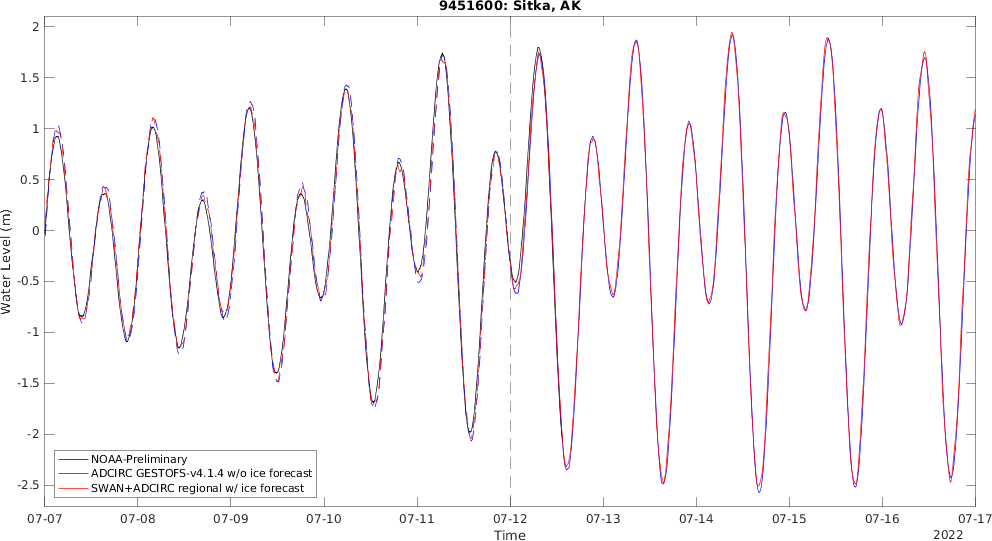 9451600: Sitka, AK
2
1.5
1
0.5
0
-0.5
-1
-1.5
-2
-2.5
Water Level (m)
NOAA-Preliminary
ADCIRC GESTOFS-v4.1.4 w/o ice forecast
SWAN+ADCIRC regional w/ ice forecast
07-07 07-08 07-09 07-10 07-11 07-12 07-13 07-14 07-15 07-16 07-17
Time
2022